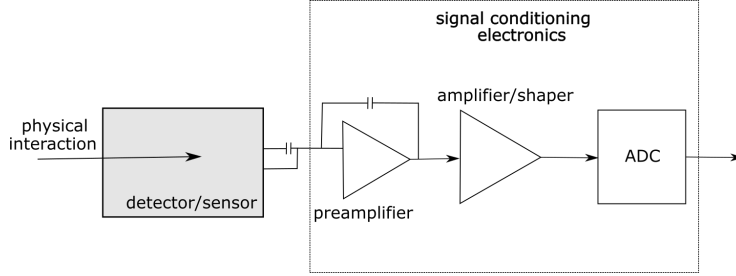 signal conditioning
electronics
physical
interaction
detector/sensor
preamplifier
amplifier/shaper
ADC